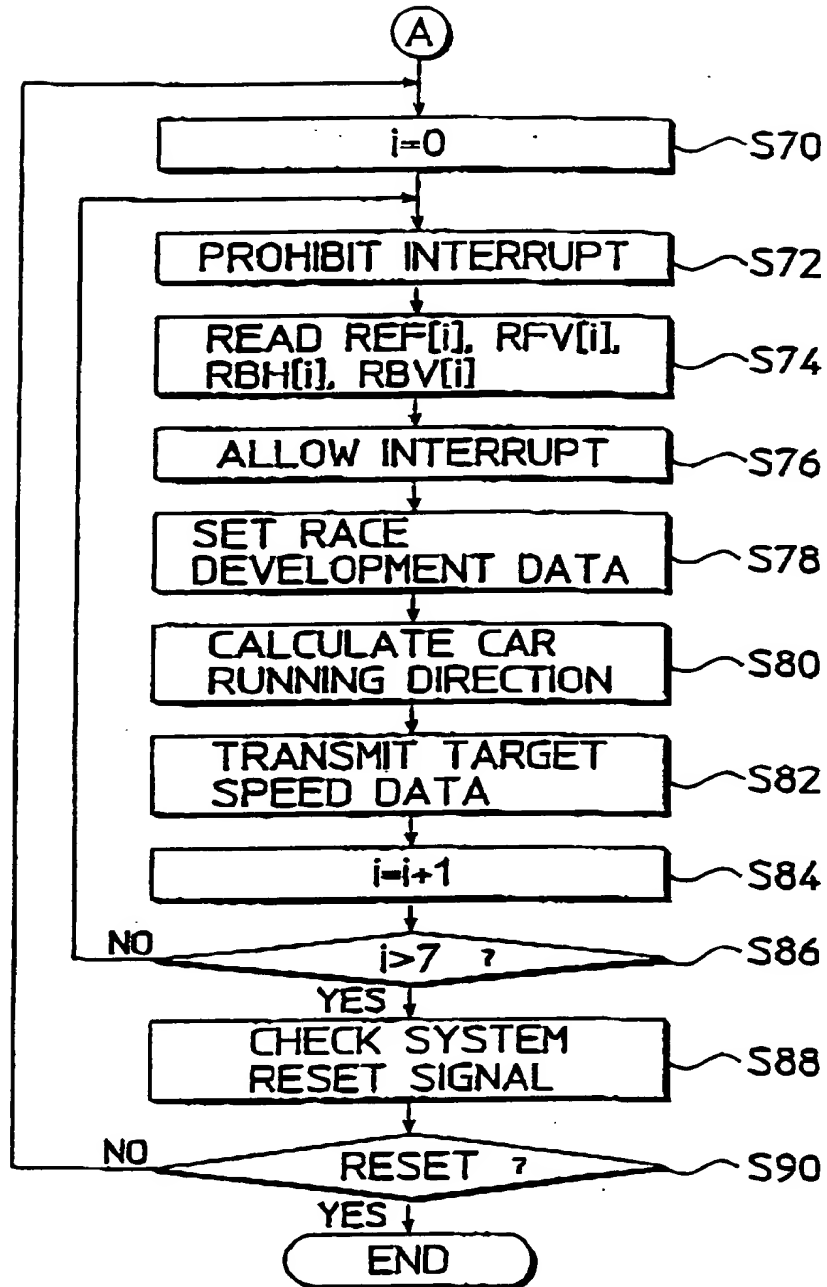 A
i=0
S70
PROHIBIT INTERRUPT
S72
READ REF[i], RFV[i],
RBH[i], RBV[i]
S74
ALLOW INTERRUPT
S76
SET RACE
DEVELOPMENT DATA
S78
CALCULATE CAR
RUNNING DIRECTION
S80
TRANSMIT TARGET
SPEED DATA
S82
i=i+1
S84
NO
i>7 ?
S86
YES
CHECK SYSTEM
RESET SIGNAL
S88
NO
RESET ?
S90
YES
END